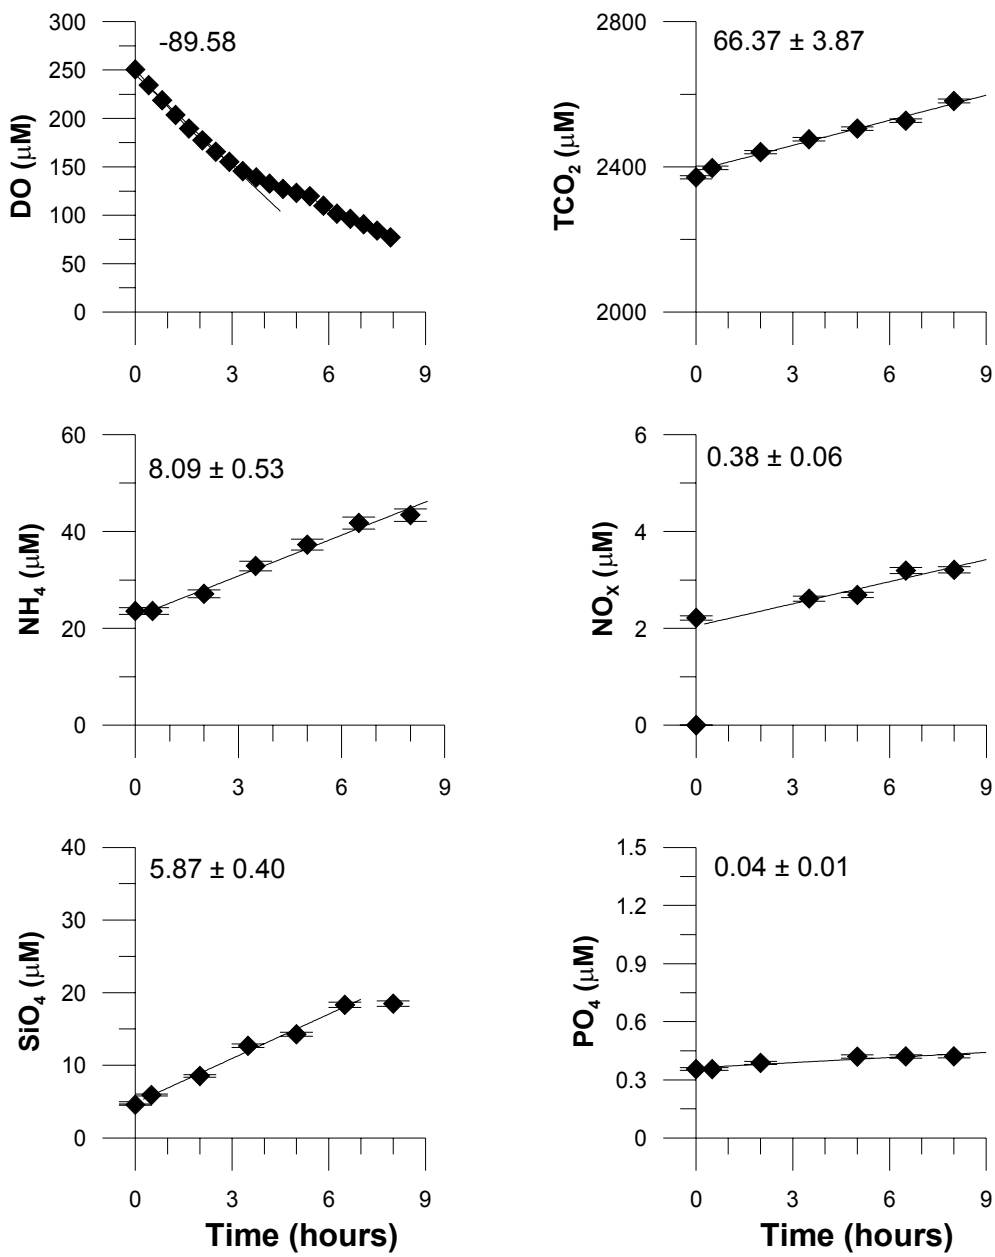 -89.58
300
250
200
150
100
50
0
DO (μM)
0 3 6 9
66.37 ± 3.87
2800
2400
2000
TCO₂ (μM)
0 3 6 9
8.09 ± 0.53
60
40
20
0
NH₄ (μM)
0 3 6 9
0.38 ± 0.06
6
4
2
0
NOₓ (μM)
0 3 6 9
5.87 ± 0.40
40
30
20
10
0
SiO₄ (μM)
0 3 6 9
Time (hours)
0.04 ± 0.01
1.5
1.2
0.9
0.6
0.3
0
PO₄ (μM)
0 3 6 9
Time (hours)